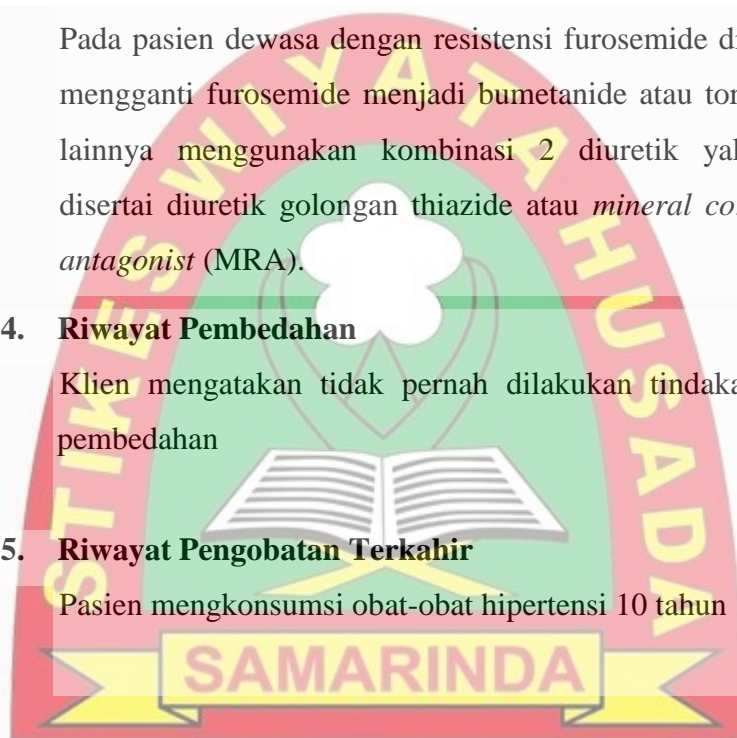 Pada pasien dewasa dengan resistensi furosemide
mengganti furosemide menjadi bumetanide atau
lainnya menggunakan kombinasi 2 diuretik
disertai diuretik golongan thiazide atau mineral
antagonist (MRA).
4. Riwayat Pembedahan
Klien mengatakan tidak pernah dilakukan
pembedahan
5. Riwayat Pengobatan Terkahir
Pasien mengkonsumsi obat-obat hipertensi 10 tahun
STIKES WIYATA HUSADA
SAMARINDA